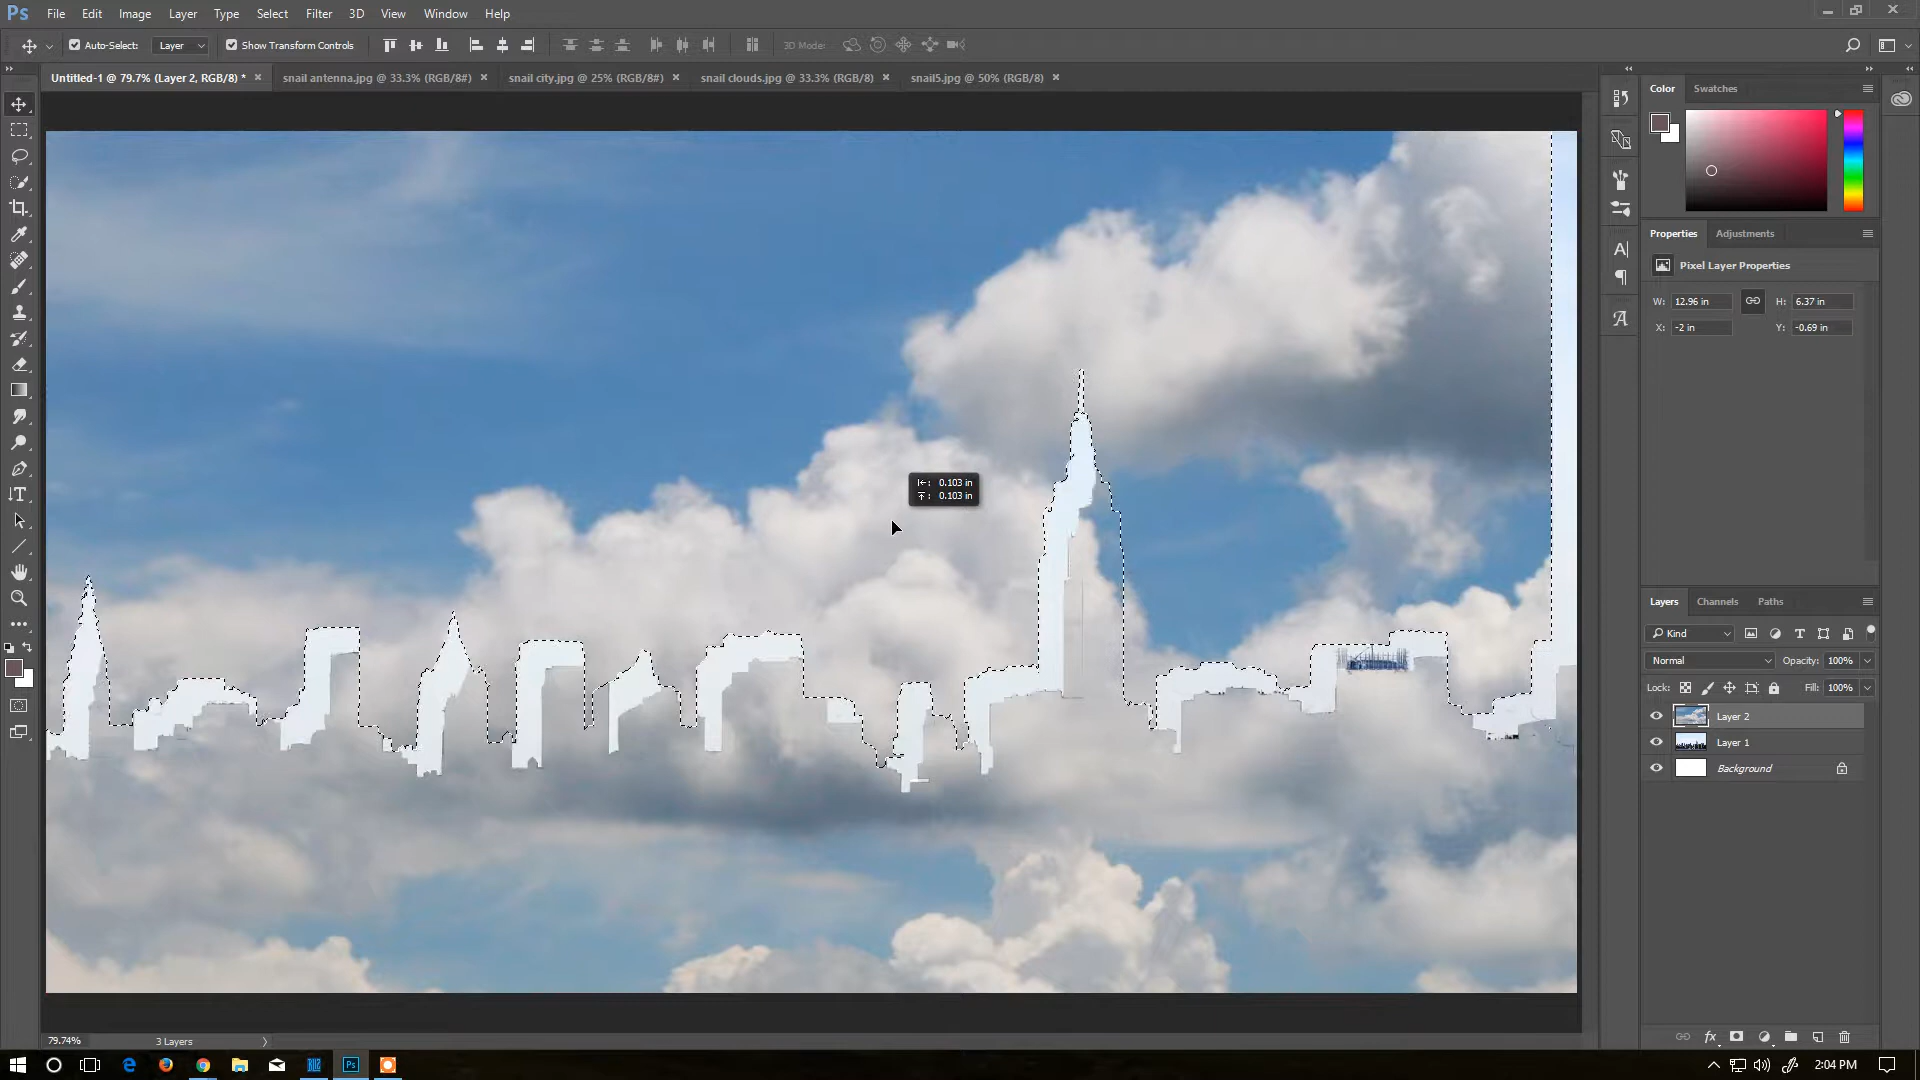 Ps File Edit Image Layer Type Select Filter 3D View Window Help
Auto-Select: Layer Show Transform Controls 3D Mode:
Untitled-1 @ 79.7% (Layer 2, RGB/8) * × snail antenna.jpg @ 33.3% (RGB/8#) × snail city.jpg @ 25% (RGB/8#) × snail clouds.jpg @ 33.3% (RGB/8) × snail5.jpg @ 50% (RGB/8) ×
Color Swatches
Properties Adjustments
Pixel Layer Properties
W: 12.96 in H: 6.37 in
X: -2 in Y: -0.69 in
0.103 in
0.103 in
Layers Channels Paths
Kind
Normal Opacity: 100%
Lock: Fill: 100%
Layer 2
Layer 1
Background
fx
79.74% 3 Layers
Ps 2:04 PM